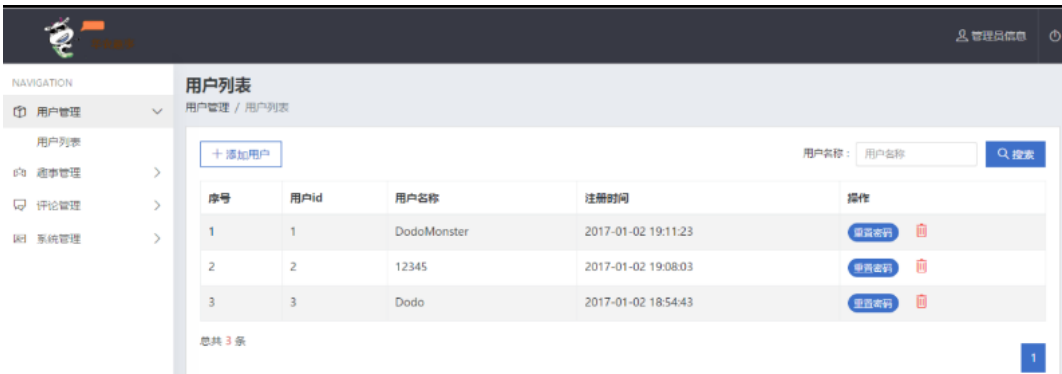 管理员信息
NAVIGATION
用户管理
用户列表
趣事管理
评论管理
系统管理
用户列表
用户管理 / 用户列表
添加用户
用户名称： 用户名称 搜索
序号 用户id 用户名称 注册时间 操作
1 1 DodoMonster 2017-01-02 19:11:23 重置密码
2 2 12345 2017-01-02 19:08:03 重置密码
3 3 Dodo 2017-01-02 18:54:43 重置密码
总共 3 条
1